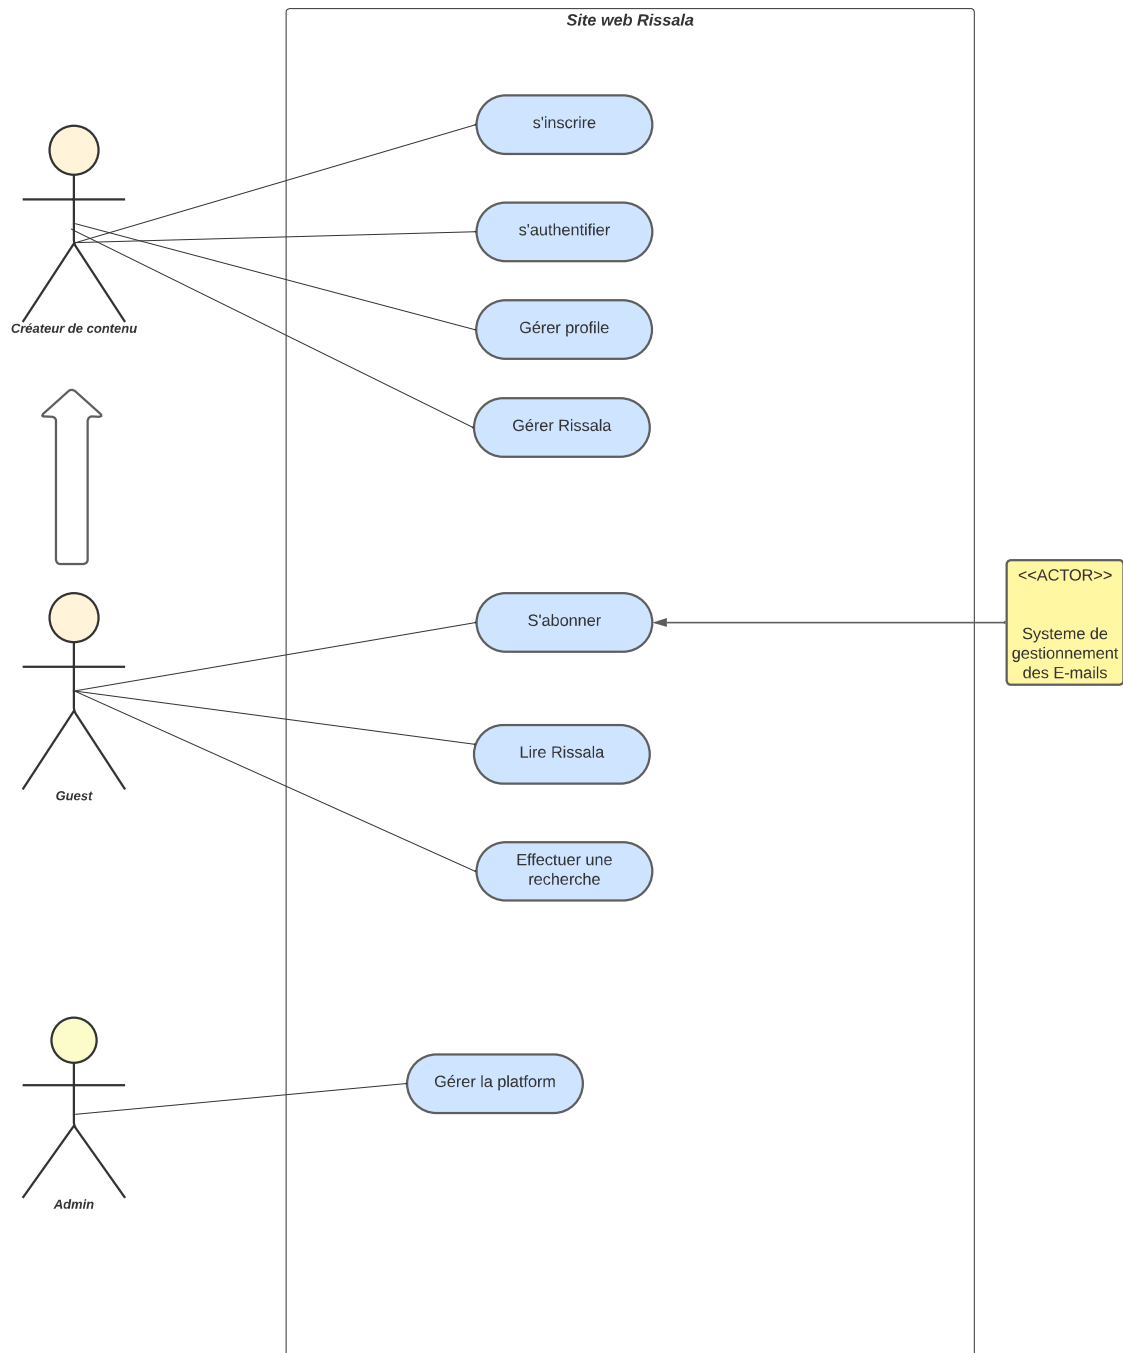 Site web Rissala
s'inscrire
s'authentifier
Gérer profile
Créateur de contenu
Gérer Rissala
<<ACTOR>>
S'abonner
Systeme de
gestionnement
des E-mails
Lire Rissala
Guest
Effectuer une
recherche
Gérer la platform
Admin